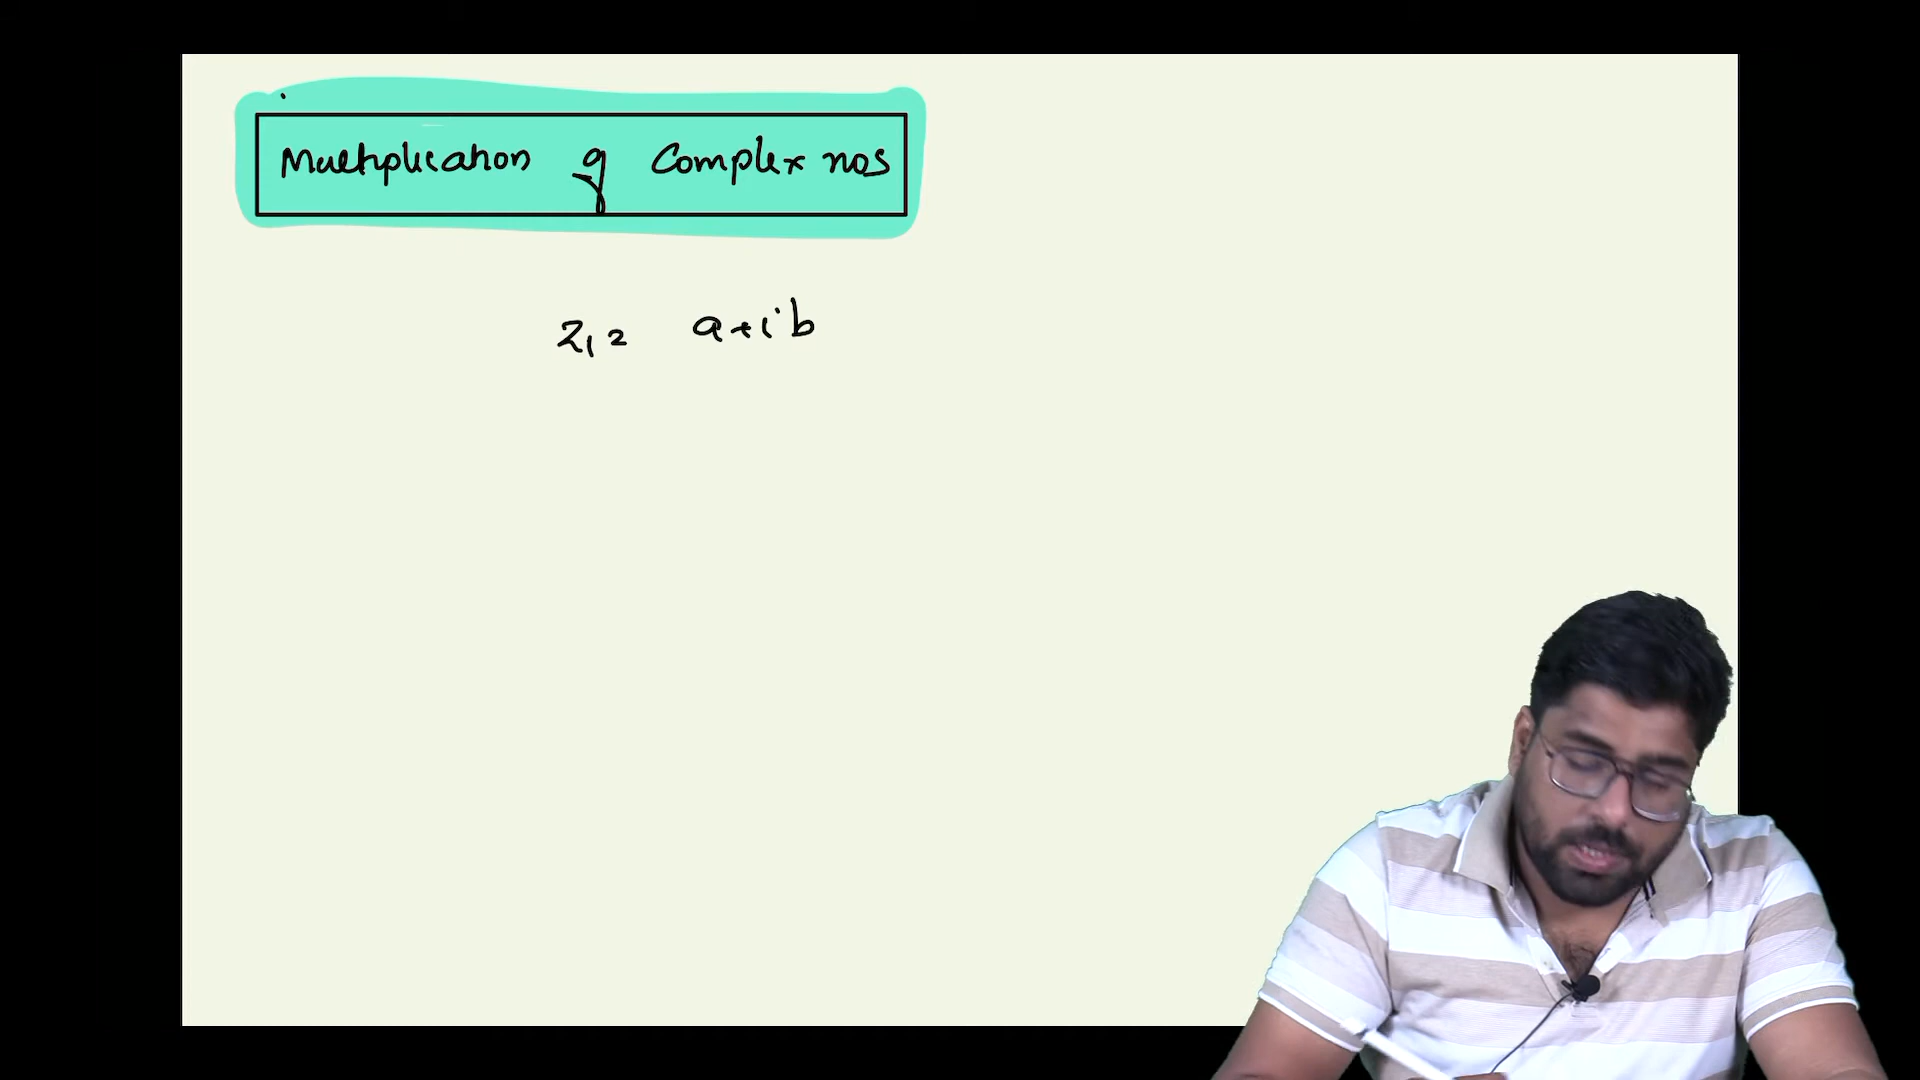 Multiplication of Complex nos
z₁ = a+ib